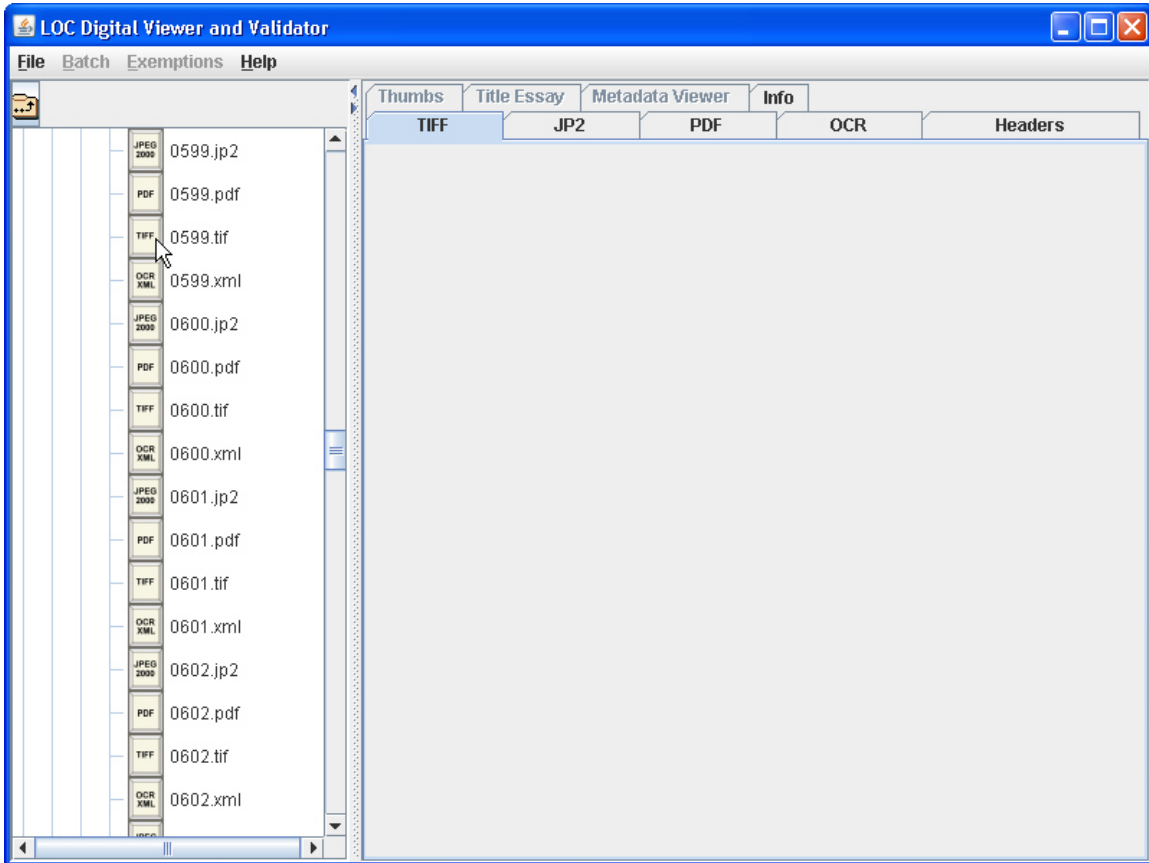 LOC Digital Viewer and Validator
File Batch Exemptions Help
Thumbs Title Essay Metadata Viewer Info
TIFF JP2 PDF OCR Headers
JPEG 2000 0599.jp2
PDF 0599.pdf
TIFF 0599.tif
OCR XML 0599.xml
JPEG 2000 0600.jp2
PDF 0600.pdf
TIFF 0600.tif
OCR XML 0600.xml
JPEG 2000 0601.jp2
PDF 0601.pdf
TIFF 0601.tif
OCR XML 0601.xml
JPEG 2000 0602.jp2
PDF 0602.pdf
TIFF 0602.tif
OCR XML 0602.xml